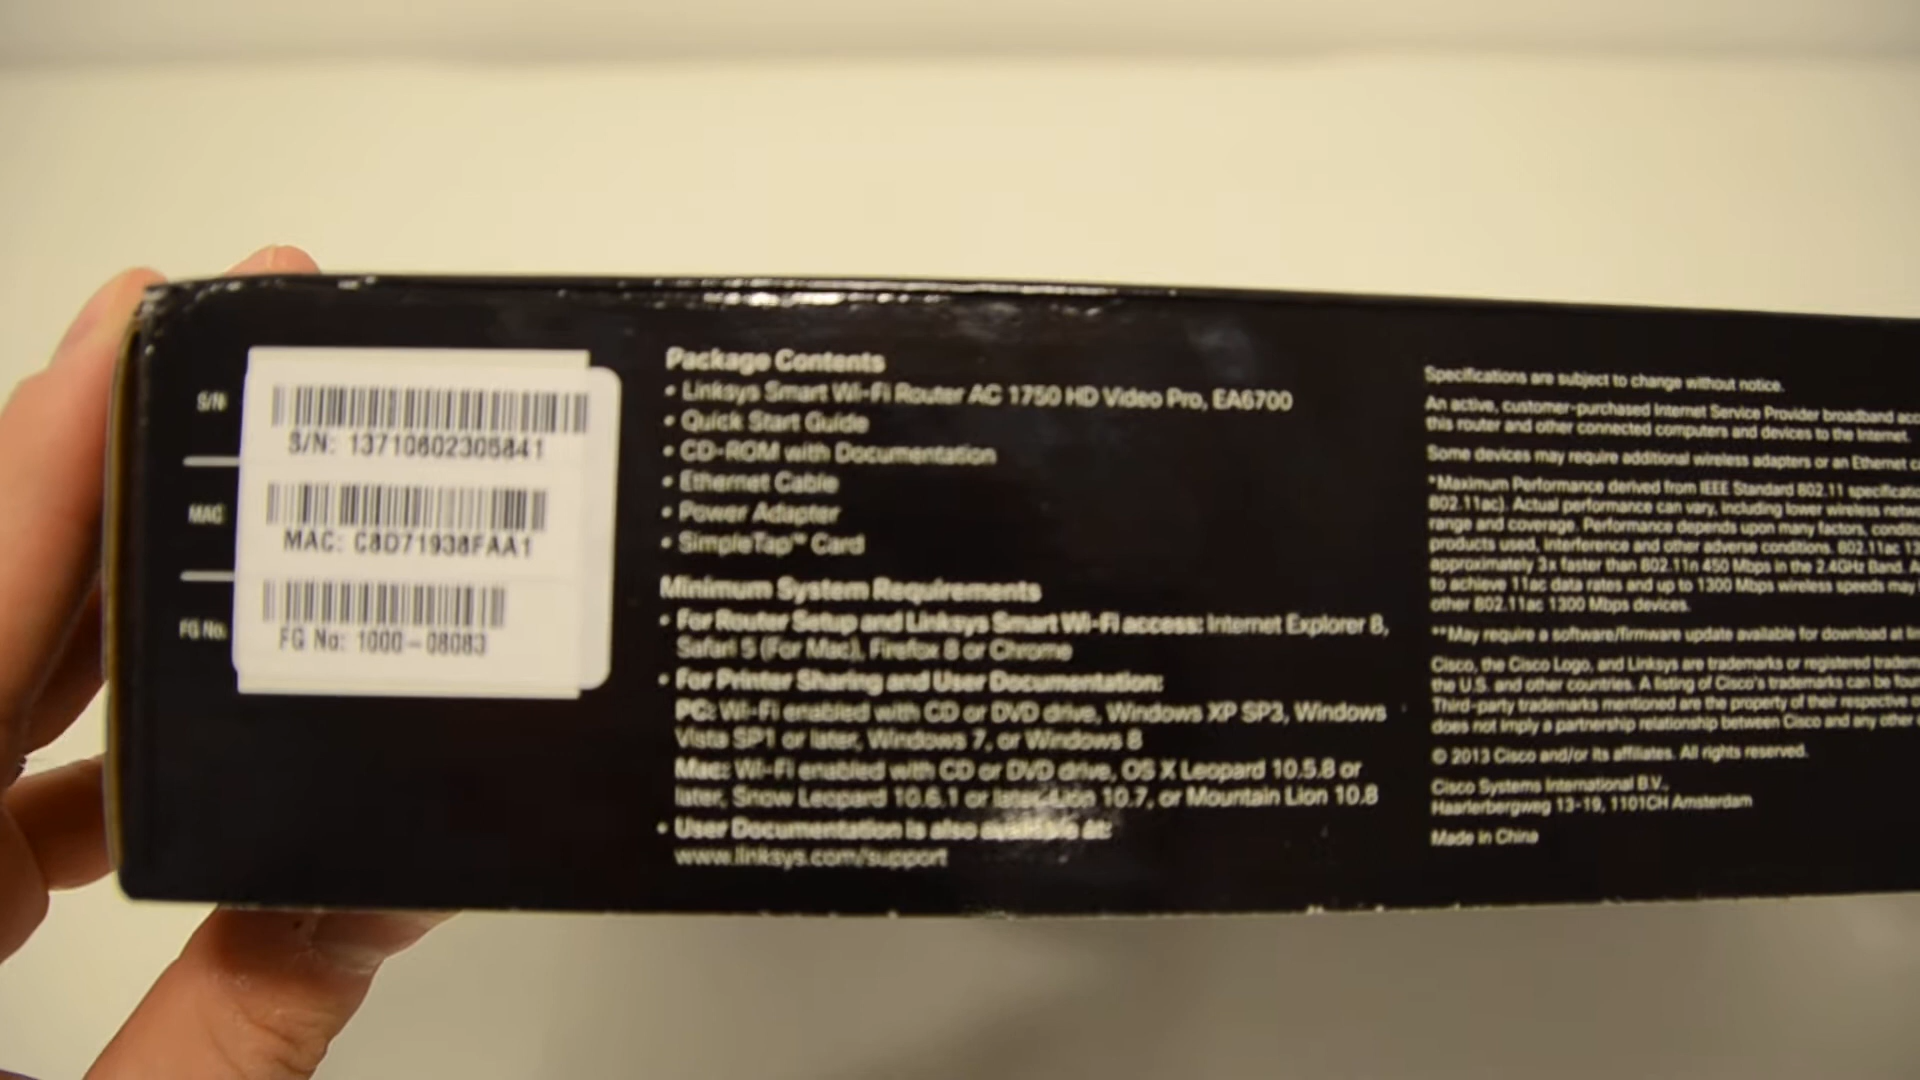 S/N
S/N: 13710602305841
MAC
MAC: C8D71938FAA1
FG No.
FG No: 1000-08083
Package Contents
• Linksys Smart Wi-Fi Router AC 1750 HD Video Pro, EA6700
• Quick Start Guide
• CD-ROM with Documentation
• Ethernet Cable
• Power Adapter
• SimpleTap™ Card
Minimum System Requirements
• For Router Setup and Linksys Smart Wi-Fi access: Internet Explorer 8,
Safari 5 (For Mac), Firefox 8 or Chrome
• For Printer Sharing and User Documentation:
PC: Wi-Fi enabled with CD or DVD drive, Windows XP SP3, Windows
Vista SP1 or later, Windows 7, or Windows 8
Mac: Wi-Fi enabled with CD or DVD drive, OS X Leopard 10.5.8 or
later, Snow Leopard 10.6.1 or later, Lion 10.7, or Mountain Lion 10.8
• User Documentation is also available at:
www.linksys.com/support
Specifications are subject to change without notice.
An active, customer-purchased Internet Service Provider broadband
this router and other connected computers and devices to the Internet.
Some devices may require additional wireless adapters or an Ethernet
*Maximum Performance derived from IEEE Standard 802.11
802.11ac). Actual performance can vary, including lower wireless
range and coverage. Performance depends upon many factors,
products used, interference and other adverse conditions. 802.11ac
approximately 3x faster than 802.11n 450 Mbps in the 2.4GHz Band.
to achieve 11ac data rates and up to 1300 Mbps wireless speeds may
other 802.11ac 1300 Mbps devices.
**May require a software/firmware update available for download at
Cisco, the Cisco Logo, and Linksys are trademarks or registered
the U.S. and other countries. A listing of Cisco's trademarks can be
Third-party trademarks mentioned are the property of their respective
does not imply a partnership relationship between Cisco and any other
© 2013 Cisco and/or its affiliates. All rights reserved.
Cisco Systems International B.V.,
Haarlerbergweg 13-19, 1101CH Amsterdam
Made in China